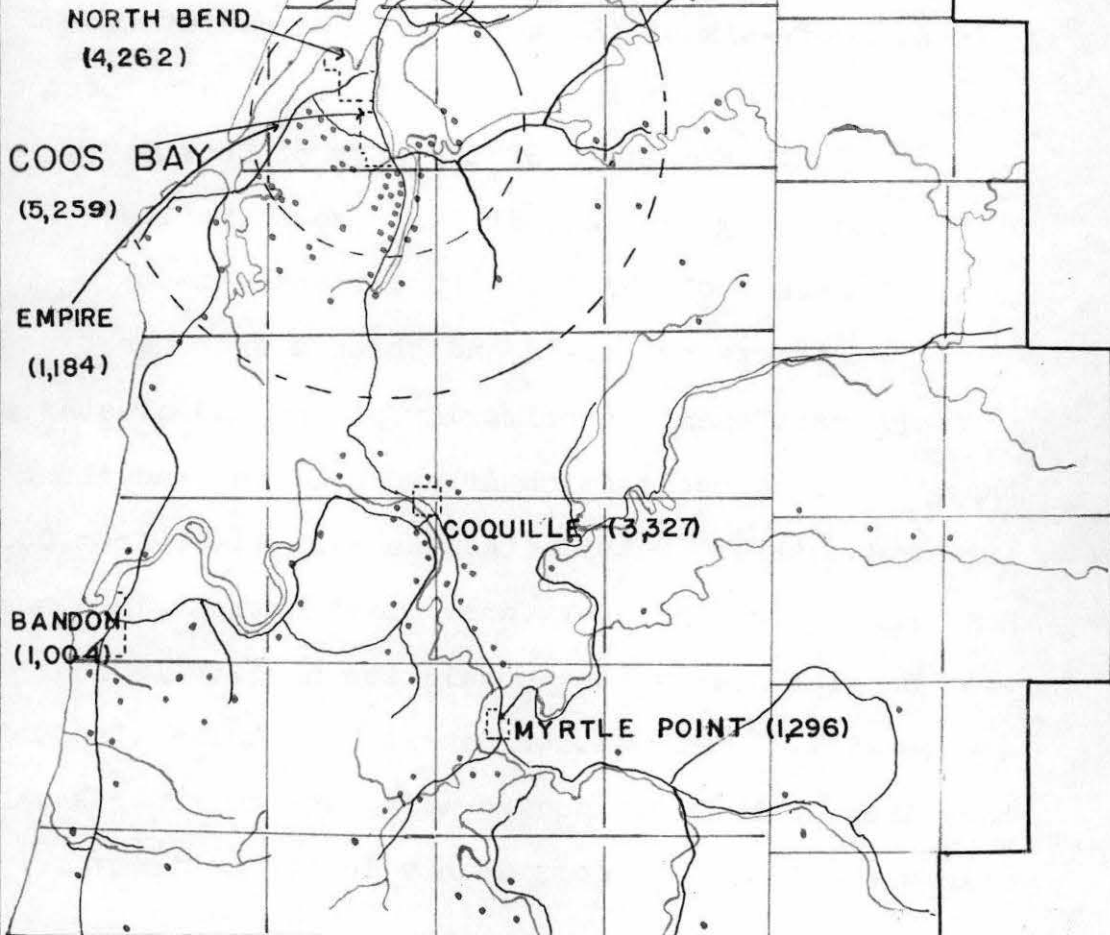 NORTH BEND
(4,262)
COOS BAY
(5,259)
EMPIRE
(1,184)
COQUILLE (3,327)
BANDON
(1,004)
MYRTLE POINT (1,296)